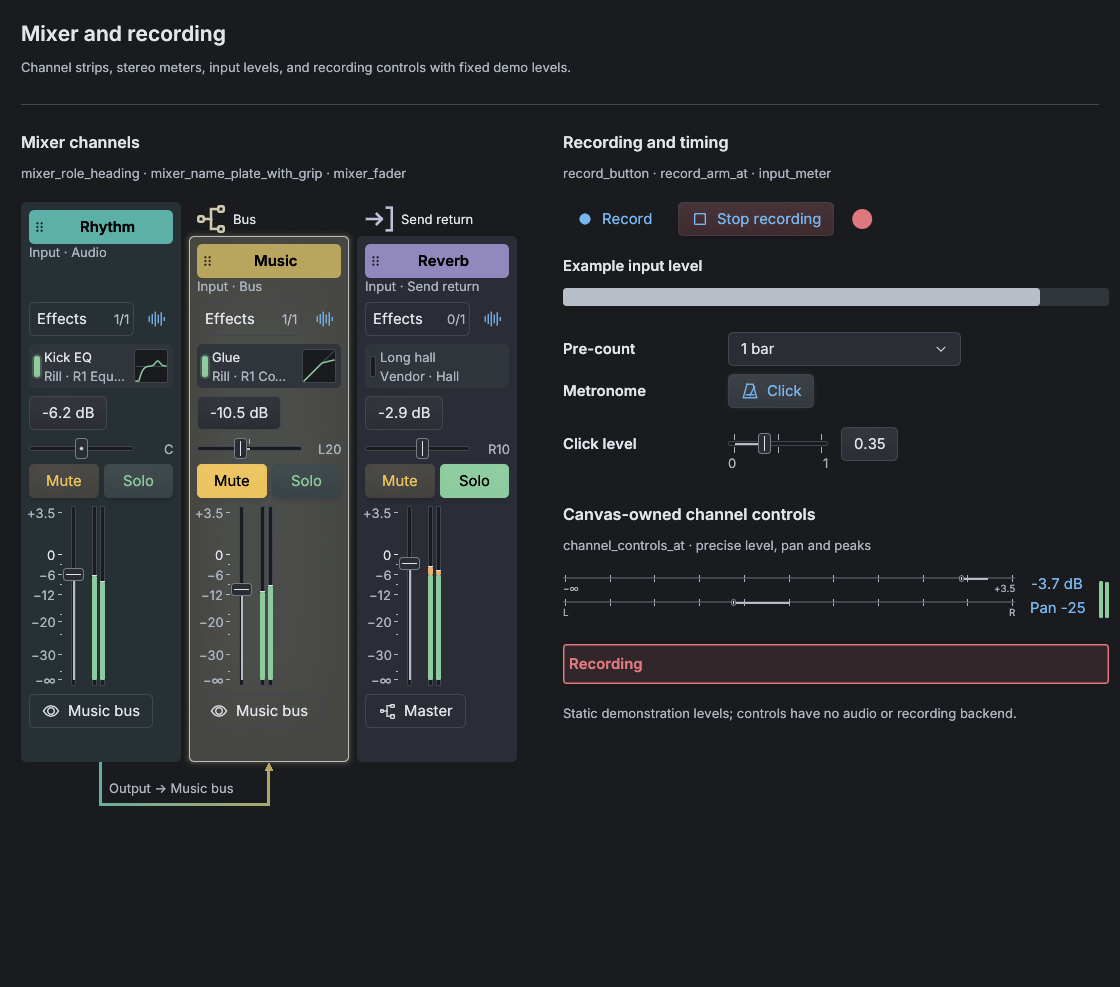 Mixer and recording
Channel strips, stereo meters, input levels, and recording controls with fixed demo levels.
Mixer channels
mixer_role_heading · mixer_name_plate_with_grip · mixer_fader
Rhythm
Input · Audio
Effects 1/1
Kick EQ
Rill · R1 Equ...
-6.2 dB
C
Mute Solo
+3.5
0
−6
−12
−20
−30
−∞
Music bus
Bus
Music
Input · Bus
Effects 1/1
Glue
Rill · R1 Co...
-10.5 dB
L20
Mute Solo
+3.5
0
−6
−12
−20
−30
−∞
Music bus
Send return
Reverb
Input · Send return
Effects 0/1
Long hall
Vendor · Hall
-2.9 dB
R10
Mute Solo
+3.5
0
−6
−12
−20
−30
−∞
Master
Output → Music bus
Recording and timing
record_button · record_arm_at · input_meter
Record Stop recording
Example input level
Pre-count 1 bar
Metronome Click
Click level 0.35
0 1
Canvas-owned channel controls
channel_controls_at · precise level, pan and peaks
−∞ +3.5 -3.7 dB
L R Pan -25
Recording
Static demonstration levels; controls have no audio or recording backend.